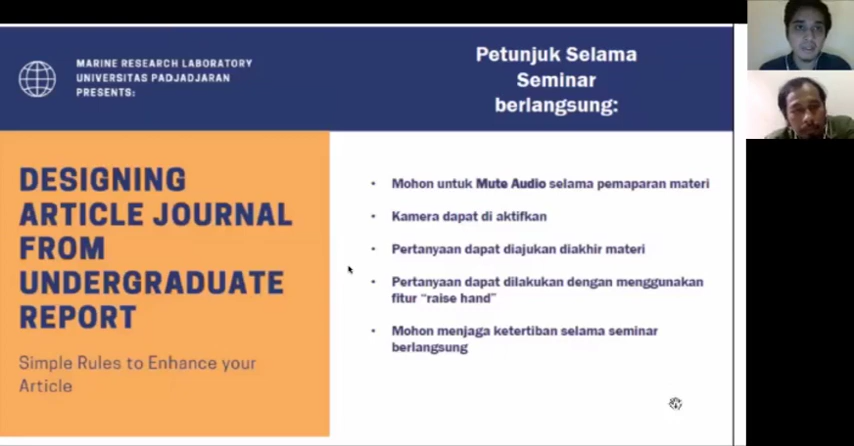 MARINE RESEARCH LABORATORY
UNIVERSITAS PADJADJARAN
PRESENTS:
DESIGNING
ARTICLE JOURNAL
FROM
UNDERGRADUATE
REPORT
Simple Rules to Enhance your
Article
Petunjuk Selama
Seminar
berlangsung:
• Mohon untuk Mute Audio selama pemaparan materi
• Kamera dapat di aktifkan
• Pertanyaan dapat diajukan diakhir materi
• Pertanyaan dapat dilakukan dengan menggunakan
fitur “raise hand”
• Mohon menjaga ketertiban selama seminar
berlangsung